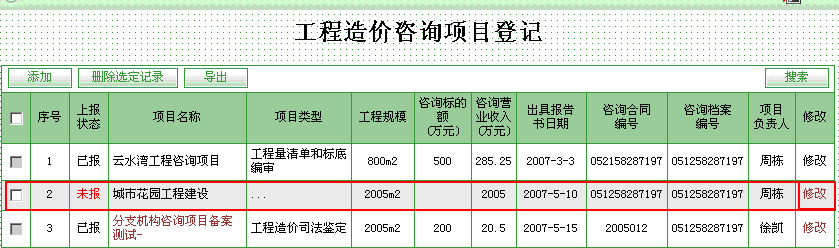 工程造价咨询项目登记
添加 删除选定记录 导出 搜索
序号 上报状态 项目名称 项目类型 工程规模 咨询标的额(万元) 咨询营业收入(万元) 出具报告书日期 咨询合同编号 咨询档案编号 项目负责人 修改
1 已报 云水湾工程咨询项目 工程量清单和标底编审 800m2 500 285.25 2007-3-3 052158287197 051258287197 周栋
2 未报 城市花园工程建设 ... 2005m2 2005 2007-5-10 051258287197 051258287197 周栋 修改
3 已报 分支机构咨询项目备案测试- 工程造价司法鉴定 2005m2 200 20.5 2007-5-15 2005012 051258287197 徐凯 修改